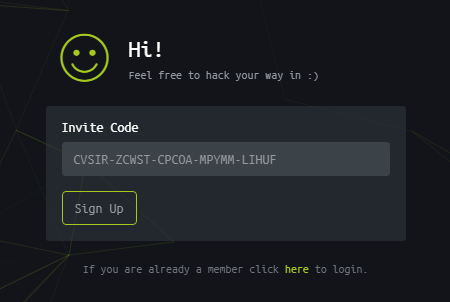 Hi!
Feel free to hack your way in :)
Invite Code
CVSIR-ZCWST-CPCOA-MPYMM-LIHUF
Sign Up
If you are already a member click here to login.